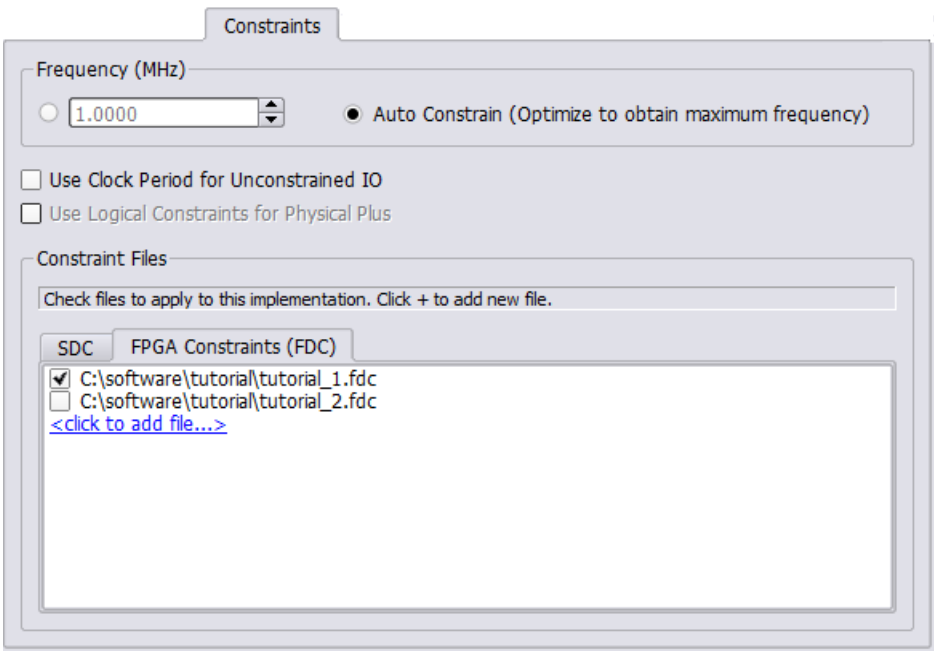 Constraints
Frequency (MHz)
1.0000 Auto Constrain (Optimize to obtain maximum frequency)
Use Clock Period for Unconstrained IO
Use Logical Constraints for Physical Plus
Constraint Files
Check files to apply to this implementation. Click + to add new file.
SDC FPGA Constraints (FDC)
C:\software\tutorial\tutorial_1.fdc
C:\software\tutorial\tutorial_2.fdc
<click to add file...>